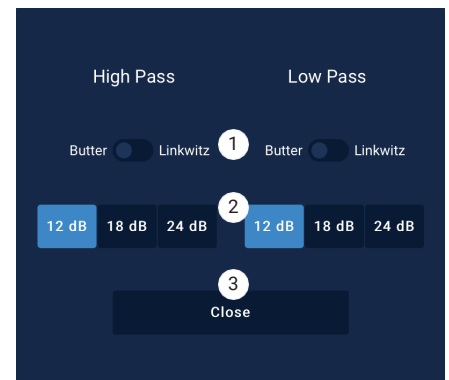 High Pass Low Pass
Butter Linkwitz 1 Butter Linkwitz
2
12 dB 18 dB 24 dB 12 dB 18 dB 24 dB
3
Close